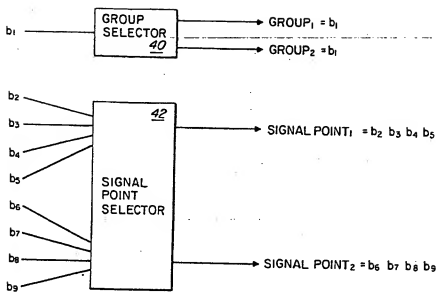 b₁
GROUP SELECTOR 40
GROUP₁ = b₁
GROUP₂ = b₁
b₂
b₃
b₄
b₅
b₆
b₇
b₈
b₉
42
SIGNAL POINT SELECTOR
SIGNAL POINT₁ = b₂ b₃ b₄ b₅
SIGNAL POINT₂ = b₆ b₇ b₈ b₉